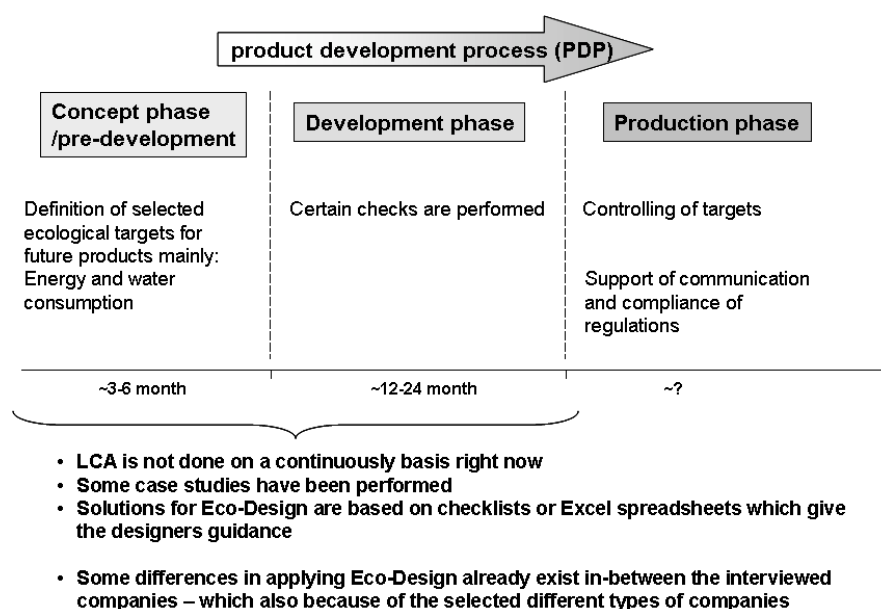 product development process (PDP)
Concept phase
/pre-development
Development phase
Production phase
Definition of selected
ecological targets for
future products mainly:
Energy and water
consumption
Certain checks are performed
Controlling of targets
Support of communication
and compliance of
regulations
~3-6 month
~12-24 month
~?
• LCA is not done on a continuously basis right now
• Some case studies have been performed
• Solutions for Eco-Design are based on checklists or Excel spreadsheets which give
the designers guidance
• Some differences in applying Eco-Design already exist in-between the interviewed
companies – which also because of the selected different types of companies